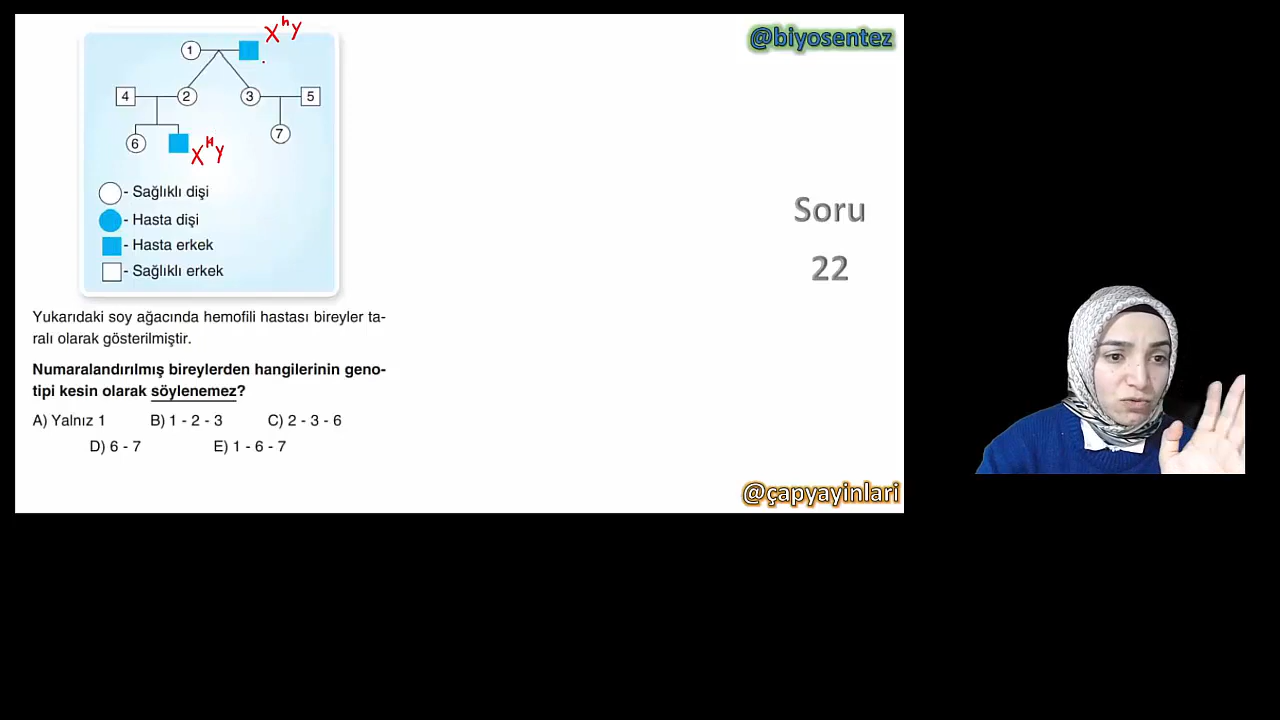 XʰY
@biyosentez
1
4
2
3
5
6
7
XʰY
- Sağlıklı dişi
- Hasta dişi
- Hasta erkek
- Sağlıklı erkek
Soru
22
Yukarıdaki soy ağacında hemofili hastası bireyler ta-
ralı olarak gösterilmiştir.
Numaralandırılmış bireylerden hangilerinin geno-
tipi kesin olarak söylenemez?
A) Yalnız 1 B) 1 - 2 - 3 C) 2 - 3 - 6
D) 6 - 7 E) 1 - 6 - 7
@çapyayinlari